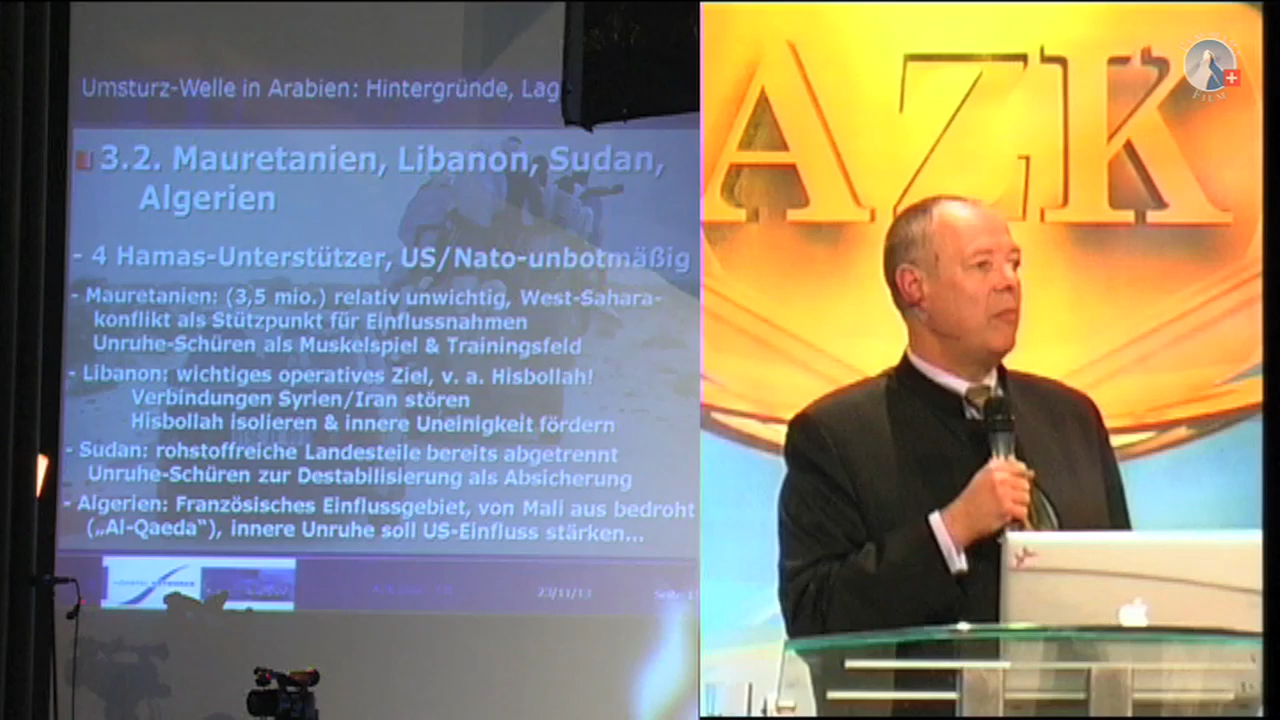 Umsturz-Welle in Arabien: Hintergründe, Lag
3.2. Mauretanien, Libanon, Sudan,
Algerien
- 4 Hamas-Unterstützer, US/Nato-unbotmäßig
- Mauretanien: (3,5 mio.) relativ unwichtig, West-Sahara-
konflikt als Stützpunkt für Einflussnahmen
Unruhe-Schüren als Muskelspiel & Trainingsfeld
- Libanon: wichtiges operatives Ziel, v. a. Hisbollah!
Verbindungen Syrien/Iran stören
Hisbollah isolieren & innere Uneinigkeit fördern
- Sudan: rohstoffreiche Landesteile bereits abgetrennt
Unruhe-Schüren zur Destabilisierung als Absicherung
- Algerien: Französisches Einflussgebiet, von Mali aus bedroht
(„Al-Qaeda“), innere Unruhe soll US-Einfluss stärken...
23/11/13
Seite
AZK
FILM